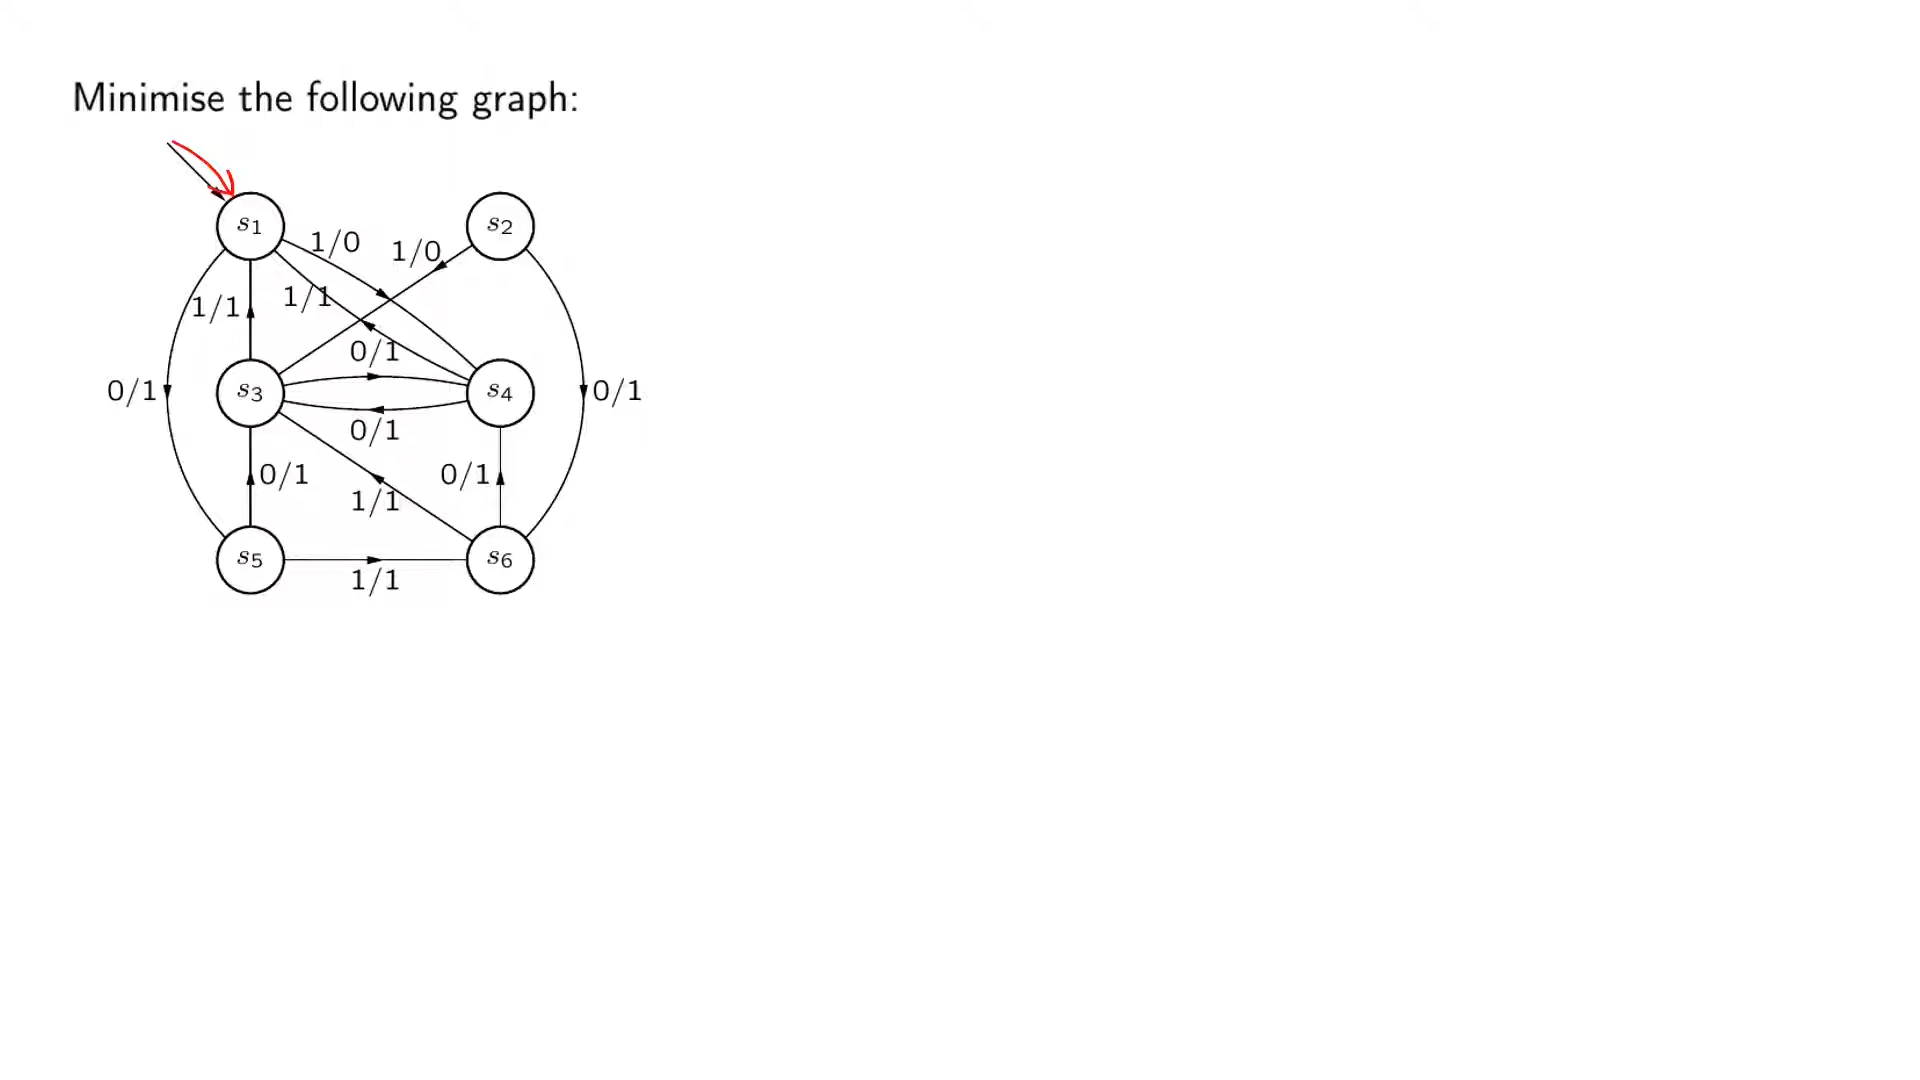 Minimise the following graph:
s1
s2
1/0
1/0
1/1
1/1
0/1
0/1
s3
s4
0/1
0/1
0/1
0/1
1/1
s5
s6
1/1